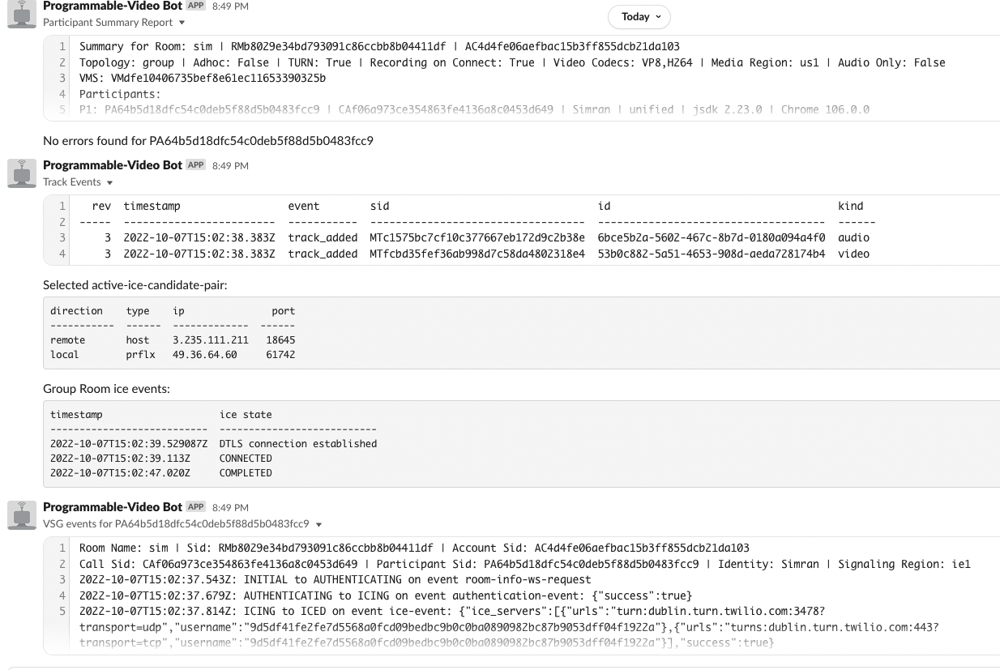 Programmable-Video Bot APP 8:49 PM
Today
Participant Summary Report
1 Summary for Room: sim | RMb8029e34bd793091c86ccbb8b04411df | AC4d4fe06aefbac15b3ff855dcb21da103
2 Topology: group | Adhoc: False | TURN: True | Recording on Connect: True | Video Codecs: VP8,H264 | Media Region: us1 | Audio Only: False
3 VMS: VMdfe10406735bef8e61ec11653390325b
4 Participants:
5 P1: PA64b5d18dfc54c0deb5f88d5b0483fcc9 | CAf06a973ce354863fe4136a8c0453d649 | Simran | unified | jsdk 2.23.0 | Chrome 106.0.0
No errors found for PA64b5d18dfc54c0deb5f88d5b0483fcc9
Programmable-Video Bot APP 8:49 PM
Track Events
1 rev timestamp event sid id kind
2 ----- ------------------------ ----------- ---------------------------------- ------------------------------------ ------
3 3 2022-10-07T15:02:38.383Z track_added MTc1575bc7cf10c377667eb172d9c2b38e 6bce5b2a-5602-467c-8b7d-0180a094a4f0 audio
4 3 2022-10-07T15:02:38.383Z track_added MTfcbd35fef36ab998d7c58da4802318e4 53b0c882-5a51-4653-908d-aeda728174b4 video
Selected active-ice-candidate-pair:
direction type ip port
----------- ------ ------------- ------
remote host 3.235.111.211 18645
local prflx 49.36.64.60 61742
Group Room ice events:
timestamp ice state
--------------------------- ---------------------------
2022-10-07T15:02:39.529087Z DTLS connection established
2022-10-07T15:02:39.113Z CONNECTED
2022-10-07T15:02:47.020Z COMPLETED
Programmable-Video Bot APP 8:49 PM
VSG events for PA64b5d18dfc54c0deb5f88d5b0483fcc9
1 Room Name: sim | Sid: RMb8029e34bd793091c86ccbb8b04411df | Account Sid: AC4d4fe06aefbac15b3ff855dcb21da103
2 Call Sid: CAf06a973ce354863fe4136a8c0453d649 | Participant Sid: PA64b5d18dfc54c0deb5f88d5b0483fcc9 | Identity: Simran | Signaling Region: ie1
3 2022-10-07T15:02:37.543Z: INITIAL to AUTHENTICATING on event room-info-ws-request
4 2022-10-07T15:02:37.679Z: AUTHENTICATING to ICING on event authentication-event: {"success":true}
5 2022-10-07T15:02:37.814Z: ICING to ICED on event ice-event: {"ice_servers":[{"urls":"turn:dublin.turn.twilio.com:3478?
transport=udp","username":"9d5df41fe2fe7d5568a0fcd09bedbc9b0c0ba0890982bc87b9053dff04f1922a"},{"urls":"turns:dublin.turn.twilio.com:443?
transport=tcp","username":"9d5df41fe2fe7d5568a0fcd09bedbc9b0c0ba0890982bc87b9053dff04f1922a"}],"success":true}